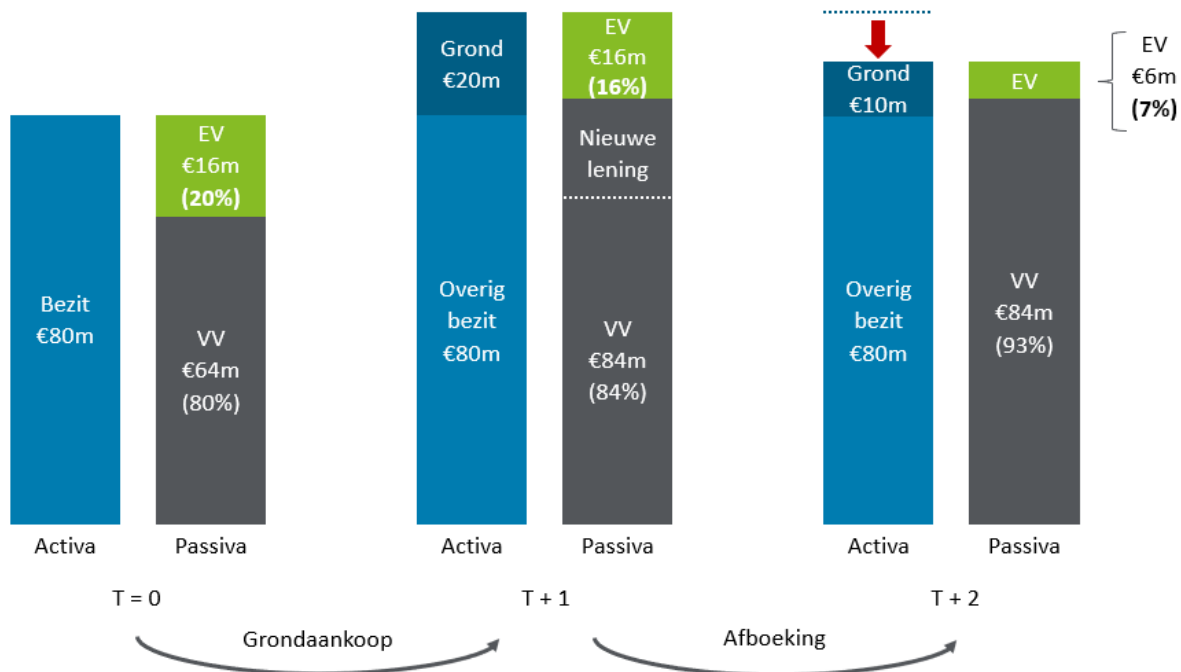 Bezit
€80m
EV
€16m
(20%)
VV
€64m
(80%)
Activa
Passiva
T = 0
Grondaankoop
Grond
€20m
Overig
bezit
€80m
EV
€16m
(16%)
Nieuwe
lening
VV
€84m
(84%)
Activa
Passiva
T + 1
Afboeking
Grond
€10m
Overig
bezit
€80m
EV
VV
€84m
(93%)
EV
€6m
(7%)
Activa
Passiva
T + 2